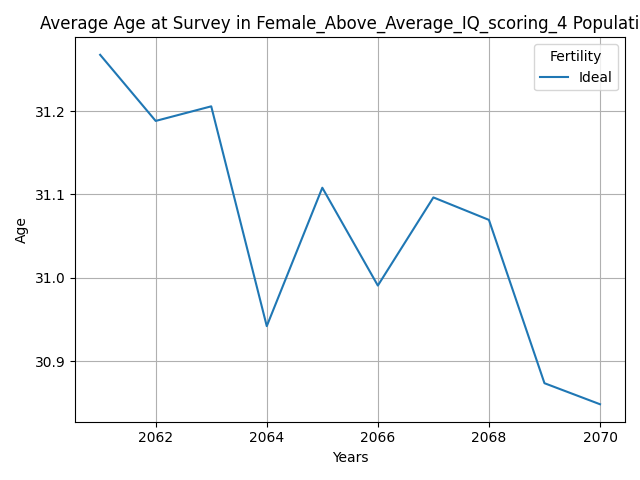 Average Age at Survey in Female_Above_Average_IQ_scoring_4 Populati
Fertility
Ideal
31.2
31.1
31.0
30.9
Age
2062 2064 2066 2068 2070
Years